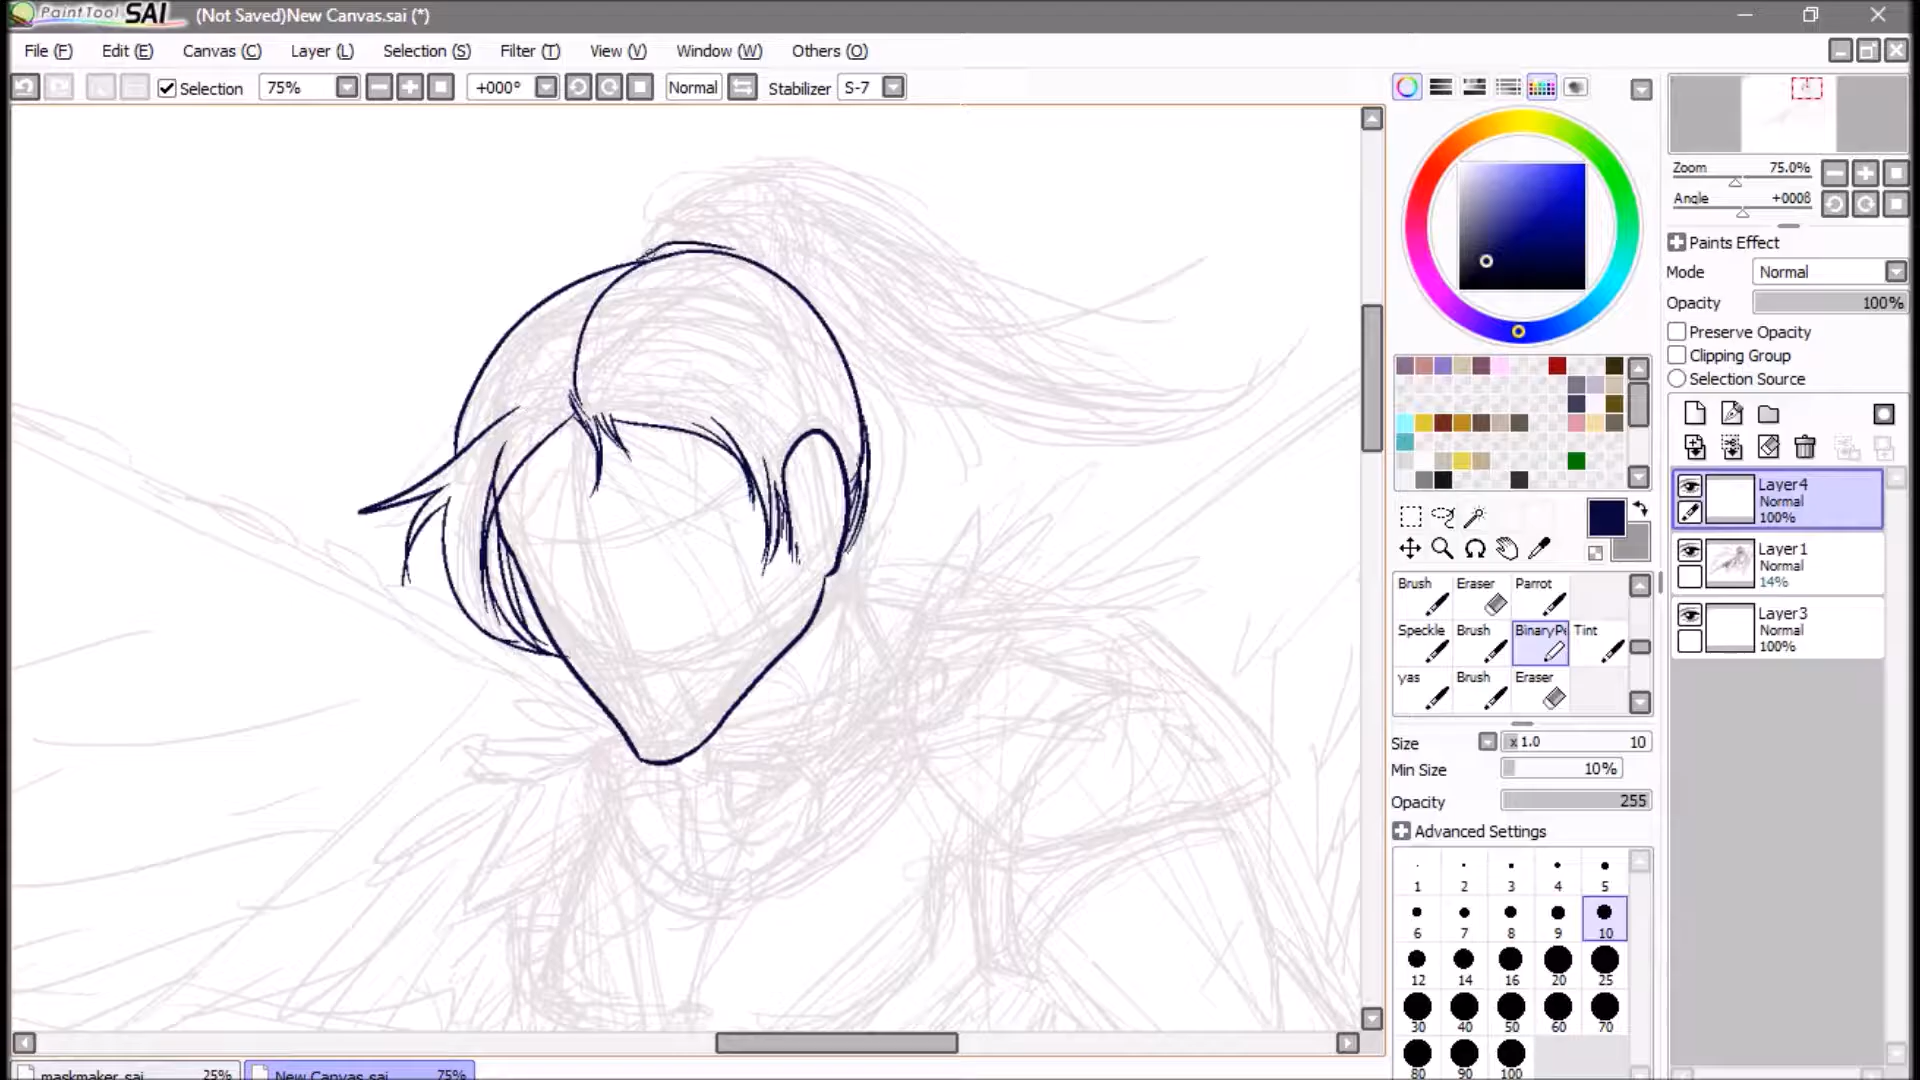 PaintTool SAI (Not Saved)New Canvas.sai (*)
File (F) Edit (E) Canvas (C) Layer (L) Selection (S) Filter (T) View (V) Window (W) Others (O)
Selection 75% +000° Normal Stabilizer S-7
Zoom 75.0%
Angle +0008
Paints Effect
Mode Normal
Opacity 100%
Preserve Opacity
Clipping Group
Selection Source
Layer4
Normal
100%
Layer1
Normal
14%
Layer3
Normal
100%
Brush Eraser Parrot
Speckle Brush BinaryPe Tint
yas Brush Eraser
Size x 1.0 10
Min Size 10%
Opacity 255
Advanced Settings
1 2 3 4 5
6 7 8 9 10
12 14 16 20 25
30 40 50 60 70
80 90 100
maskmaker.sai 25% New Canvas.sai 75%